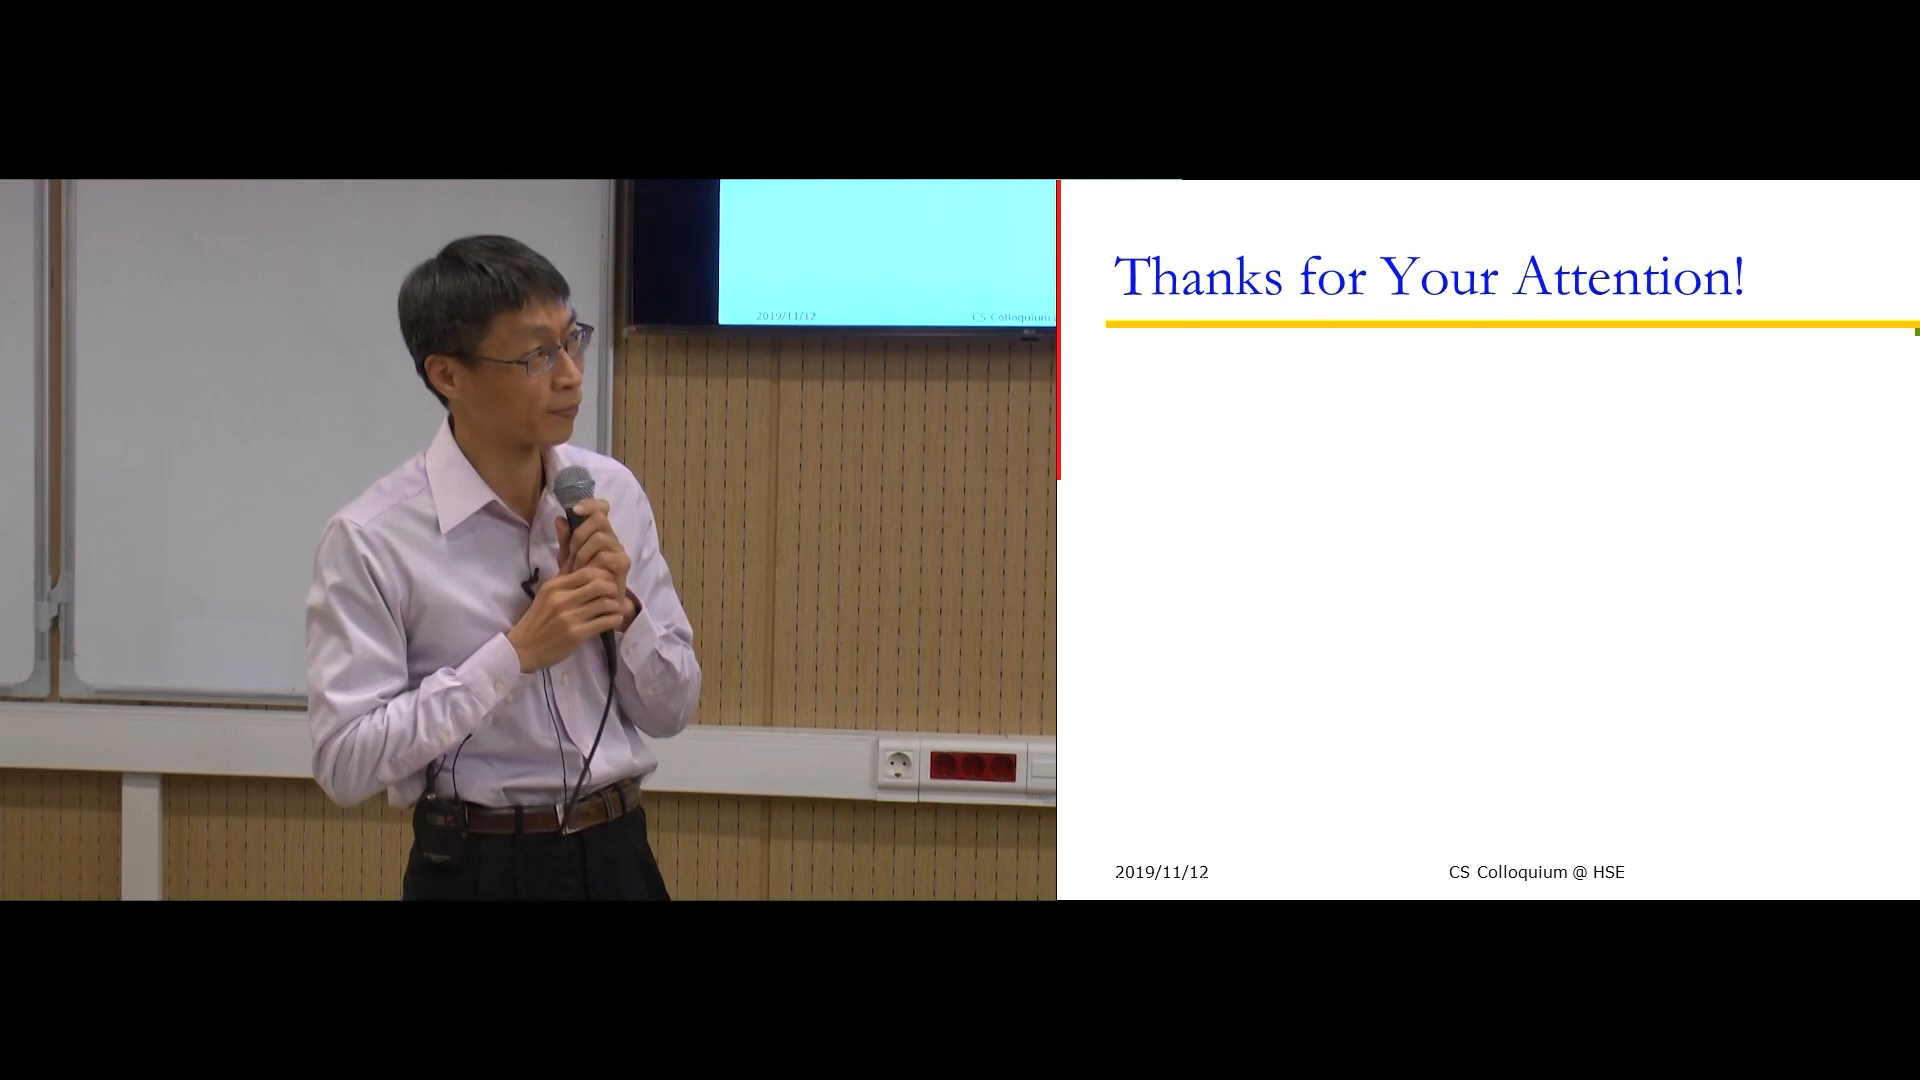 2019/11/12
CS Colloquium
Thanks for Your Attention!
2019/11/12
CS Colloquium @ HSE